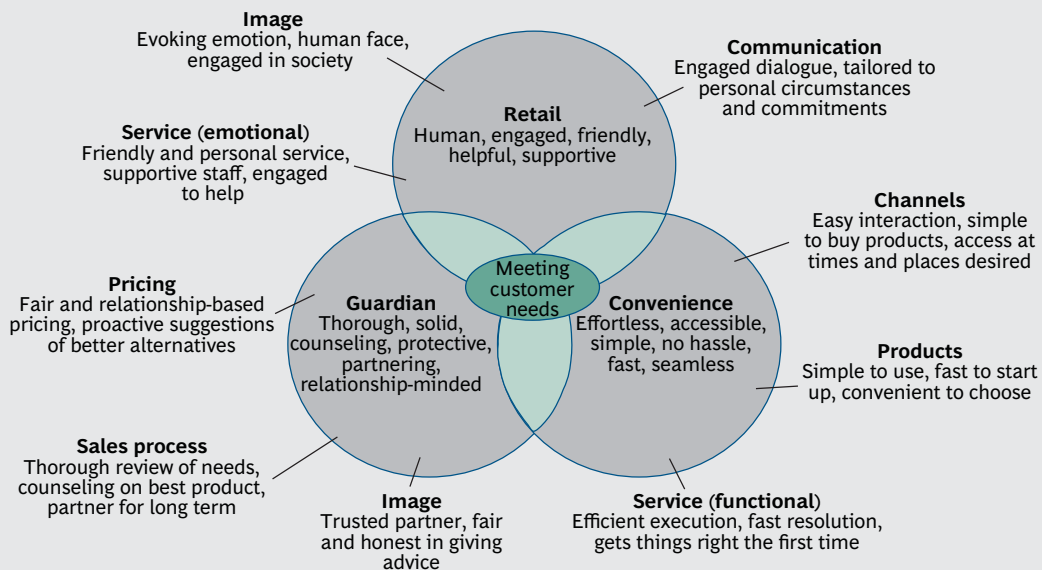 Image
Evoking emotion, human face,
engaged in society
Communication
Engaged dialogue, tailored to
personal circumstances
and commitments
Retail
Human, engaged, friendly,
helpful, supportive
Service (emotional)
Friendly and personal service,
supportive staff, engaged
to help
Channels
Easy interaction, simple
to buy products, access at
times and places desired
Meeting
customer
needs
Pricing
Fair and relationship-based
pricing, proactive suggestions
of better alternatives
Guardian
Thorough, solid,
counseling, protective,
partnering,
relationship-minded
Convenience
Effortless, accessible,
simple, no hassle,
fast, seamless
Products
Simple to use, fast to start
up, convenient to choose
Sales process
Thorough review of needs,
counseling on best product,
partner for long term
Image
Trusted partner, fair
and honest in giving
advice
Service (functional)
Efficient execution, fast resolution,
gets things right the first time